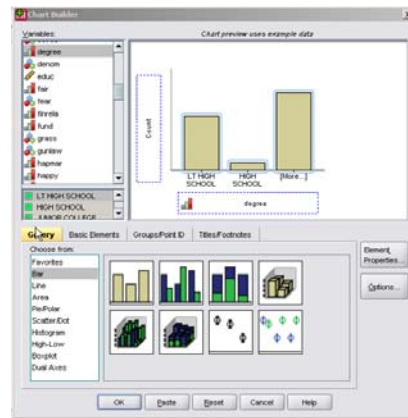 Chart Builder
Variables:
degree
denom
educ
fair
fear
finrela
fund
grass
gunlaw
hapmar
happy
LT HIGH SCHOOL
HIGH SCHOOL
JUNIOR COLLEGE
Chart preview uses example data
Count
LT HIGH SCHOOL
HIGH SCHOOL
[More...]
degree
Gallery
Basic Elements
Groups/Point ID
Titles/Footnotes
Choose from:
Favorites
Bar
Line
Area
Pie/Polar
Scatter/Dot
Histogram
High-Low
Boxplot
Dual Axes
Element Properties...
Options...
OK
Paste
Reset
Cancel
Help